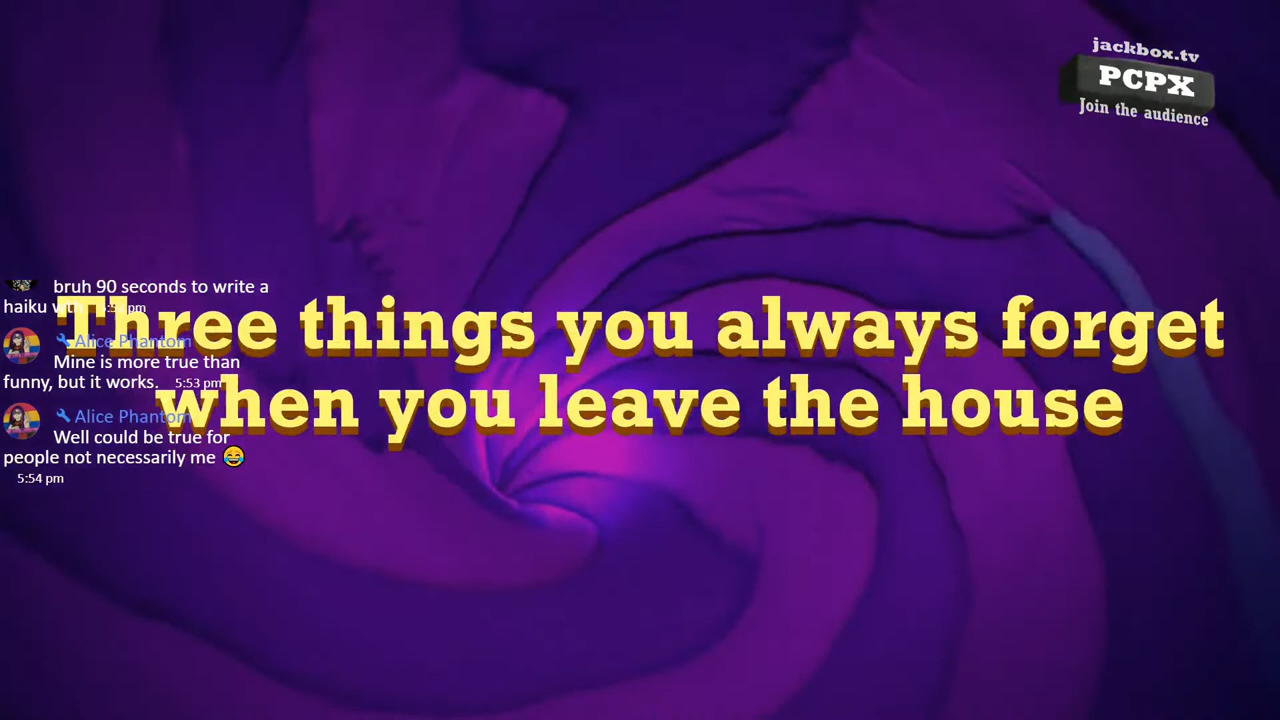 jackbox.tv
PCPX
Join the audience
bruh 90 seconds to write a
haiku wth
Three things you always forget
when you leave the house
Alice Phantom
Mine is more true than
funny, but it works. 5:53 pm
Alice Phantom
Well could be true for
people not necessarily me 😂
5:54 pm